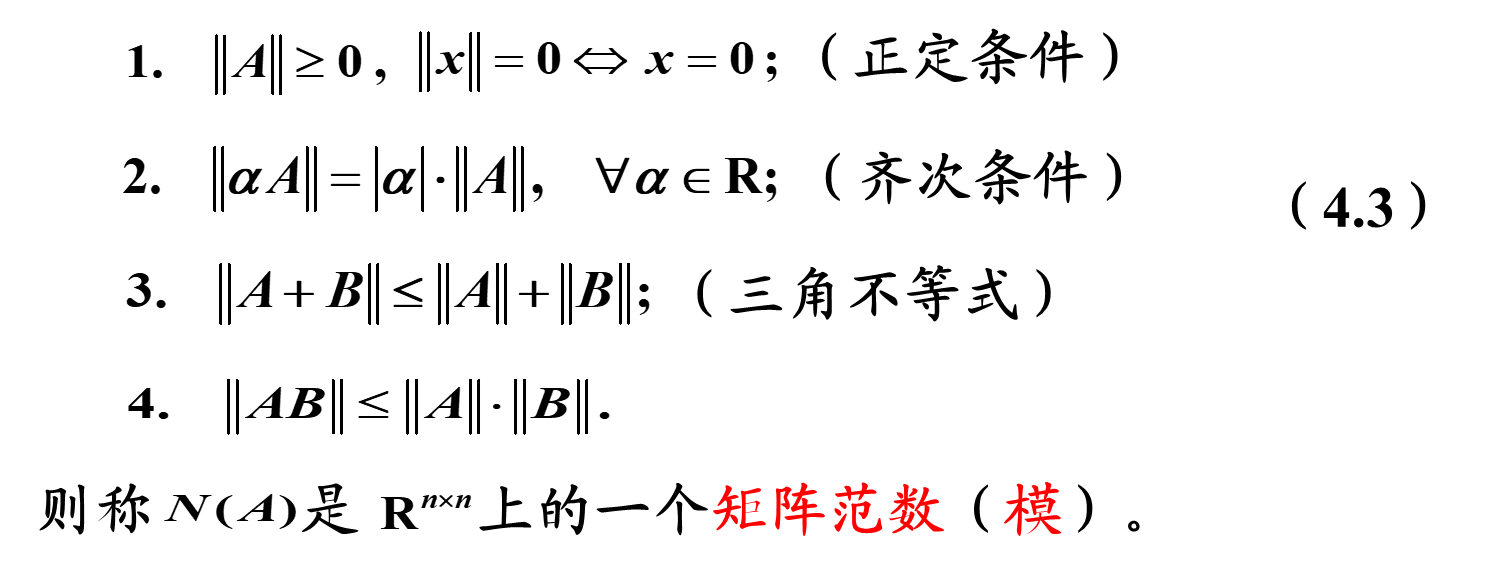 1. ‖A‖ ≥ 0, ‖x‖ = 0 ⇔ x = 0;（正定条件）
2. ‖αA‖ = |α|·‖A‖, ∀α ∈ R;（齐次条件）
（4.3）
3. ‖A + B‖ ≤ ‖A‖ + ‖B‖;（三角不等式）
4. ‖AB‖ ≤ ‖A‖·‖B‖.
则称 N(A)是 Rⁿˣⁿ 上的一个矩阵范数（模）。